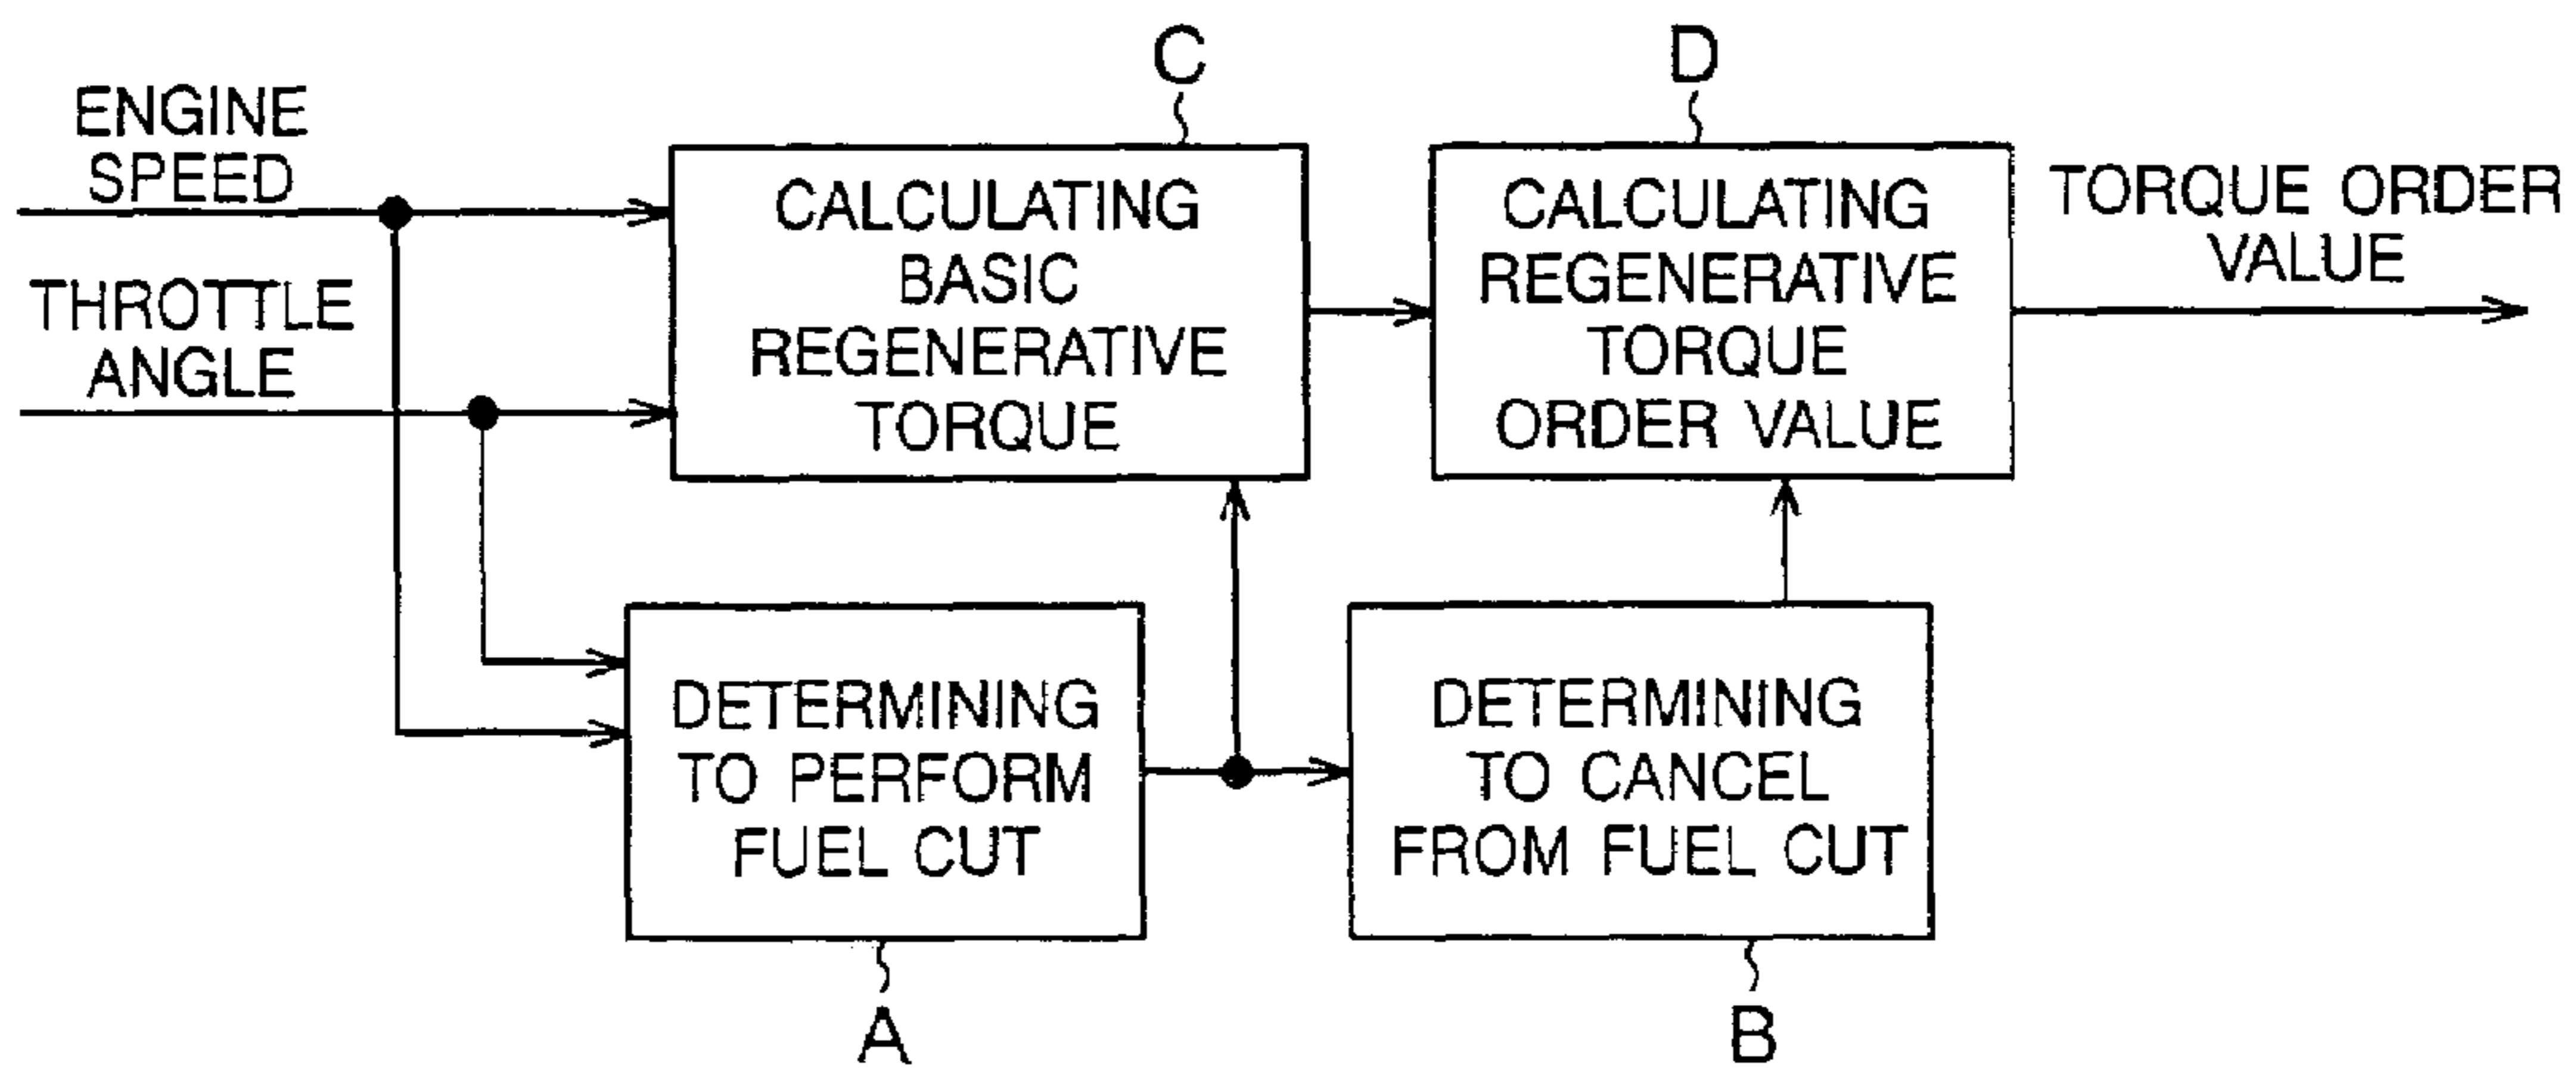 C
D
ENGINE
SPEED
THROTTLE
ANGLE
CALCULATING
BASIC
REGENERATIVE
TORQUE
CALCULATING
REGENERATIVE
TORQUE
ORDER VALUE
TORQUE ORDER
VALUE
DETERMINING
TO PERFORM
FUEL CUT
DETERMINING
TO CANCEL
FROM FUEL CUT
A
B